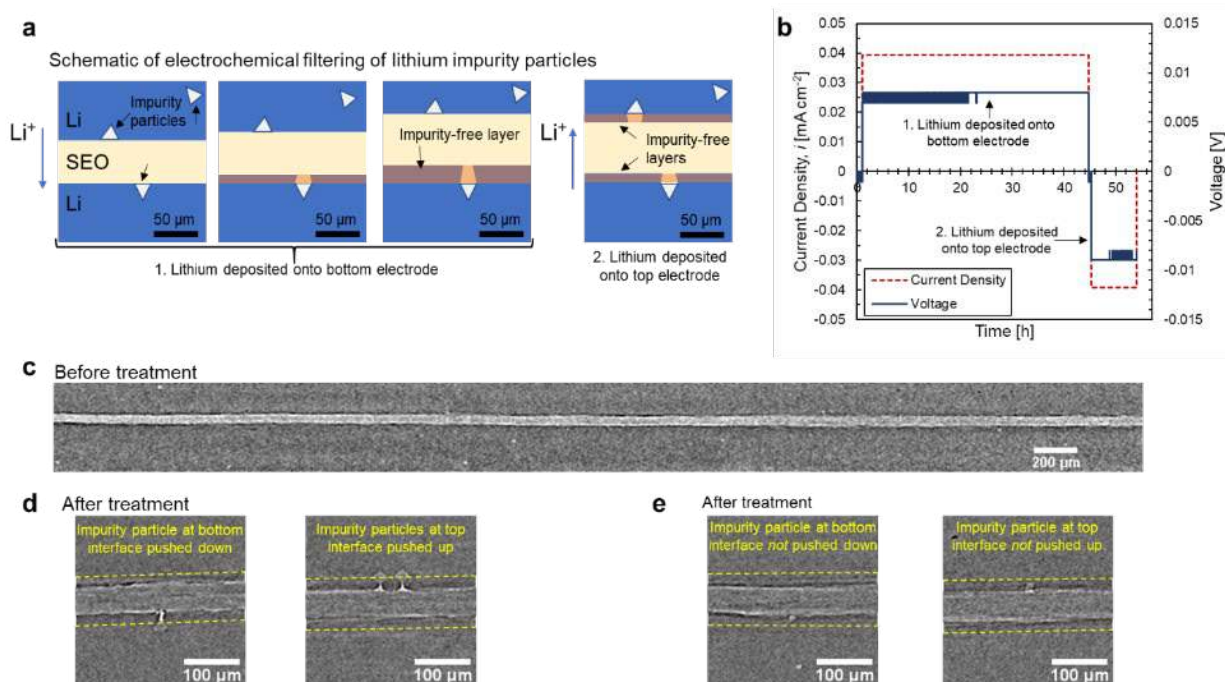 a
Schematic of electrochemical filtering of lithium impurity particles
Li
Impurity
particles
Li⁺
SEO
Li
50 µm
50 µm
Impurity-free layer
50 µm
Li⁺
Impurity-free
layers
50 µm
1. Lithium deposited onto bottom electrode
2. Lithium deposited
onto top electrode
b
Current Density, i [mA cm⁻²]
0.05
0.04
0.03
0.02
0.01
0
-0.01
-0.02
-0.03
-0.04
-0.05
0.015
0.01
0.005
0
-0.005
-0.01
-0.015
Voltage [V]
0 10 20 30 40 50
1. Lithium deposited onto
bottom electrode
2. Lithium deposited
onto top electrode
Current Density
Voltage
Time [h]
c
Before treatment
200 µm
d
After treatment
Impurity particle at bottom
interface pushed down
100 µm
Impurity particles at top
Interface pushed up
100 µm
e
After treatment
Impurity particle at bottom
interface not pushed down
100 µm
Impurity particle at top
interface not pushed up
100 µm